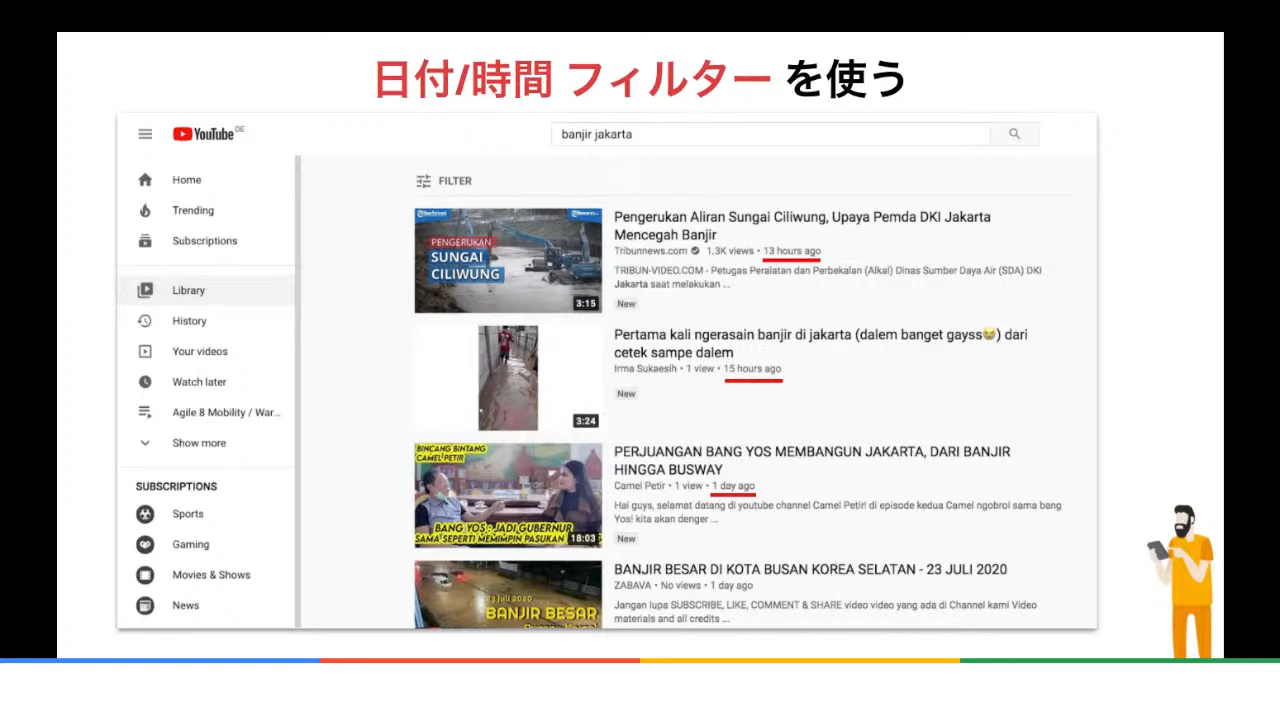 日付/時間 フィルター を使う
YouTube DE
banjir jakarta
Home
Trending
Subscriptions
Library
History
Your videos
Watch later
Agile 8 Mobility / War...
Show more
SUBSCRIPTIONS
Sports
Gaming
Movies & Shows
News
FILTER
PENGERUKAN
SUNGAI
CILIWUNG
3:15
Pengerukan Aliran Sungai Ciliwung, Upaya Pemda DKI Jakarta
Mencegah Banjir
Tribunnews.com 1.3K views • 13 hours ago
TRIBUN-VIDEO.COM - Petugas Peralatan dan Perbekalan (Alkal) Dinas Sumber Daya Air (SDA) DKI
Jakarta saat melakukan ...
New
3:24
Pertama kali ngerasain banjir di jakarta (dalem banget gayss😭) dari
cetek sampe dalem
Irma Sukaesih • 1 view • 15 hours ago
New
BINCANG BINTANG
CAMEL PETIR
BANG YOS : JADI GUBERNUR
SAMA SEPERTI MEMIMPIN PASUKAN
18:03
PERJUANGAN BANG YOS MEMBANGUN JAKARTA, DARI BANJIR
HINGGA BUSWAY
Camel Petir • 1 view • 1 day ago
Hai guys, selamat datang di youtube channel Camel Petir! di episode kedua Camel ngobrol sama bang
Yos! kita akan denger ...
New
23 juli 2020
BANJIR BESAR
BANJIR BESAR DI KOTA BUSAN KOREA SELATAN - 23 JULI 2020
ZABAVA • No views • 1 day ago
Jangan lupa SUBSCRIBE, LIKE, COMMENT & SHARE video video yang ada di Channel kami Video
materials and all credits ...